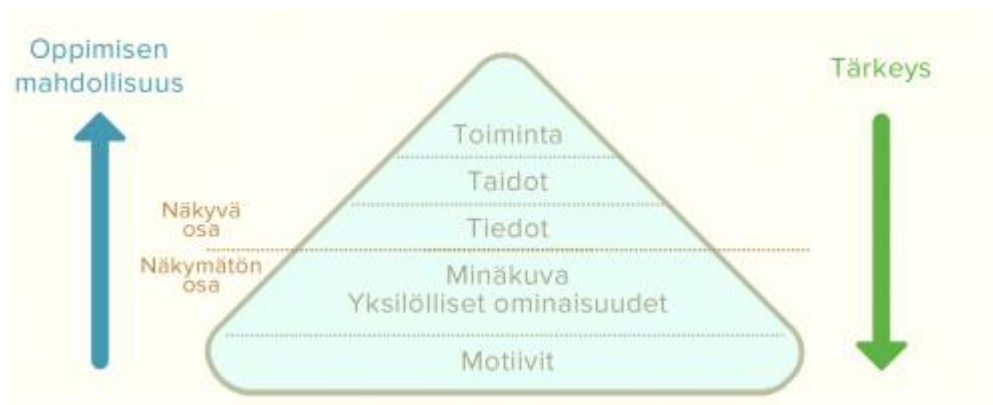 Oppimisen
mahdollisuus
Tärkeys
Toiminta
Taidot
Näkyvä
osa
Tiedot
Näkymätön
osa
Minäkuva
Yksilölliset ominaisuudet
Motiivit